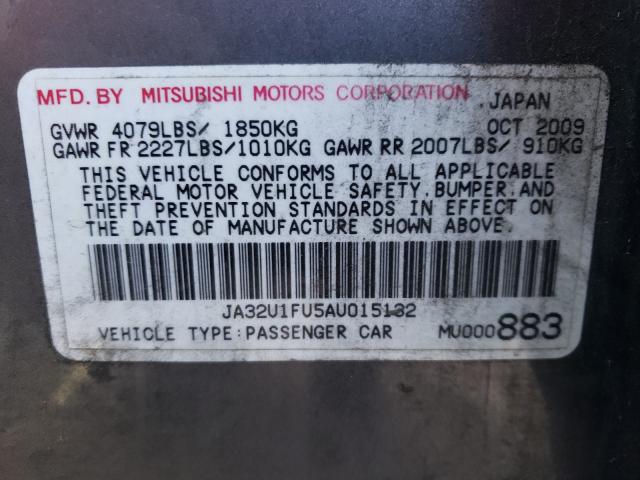 MFD. BY MITSUBISHI MOTORS CORPORATION. JAPAN
GVWR 4079LBS/ 1850KG OCT 2009
GAWR FR 2227LBS/1010KG GAWR RR 2007LBS/ 910KG
THIS VEHICLE CONFORMS TO ALL APPLICABLE
FEDERAL MOTOR VEHICLE SAFETY.BUMPER.AND
THEFT PREVENTION STANDARDS IN EFFECT ON
THE DATE OF MANUFACTURE SHOWN ABOVE.
JA32U1FU5AU015132
VEHICLE TYPE:PASSENGER CAR MU000883